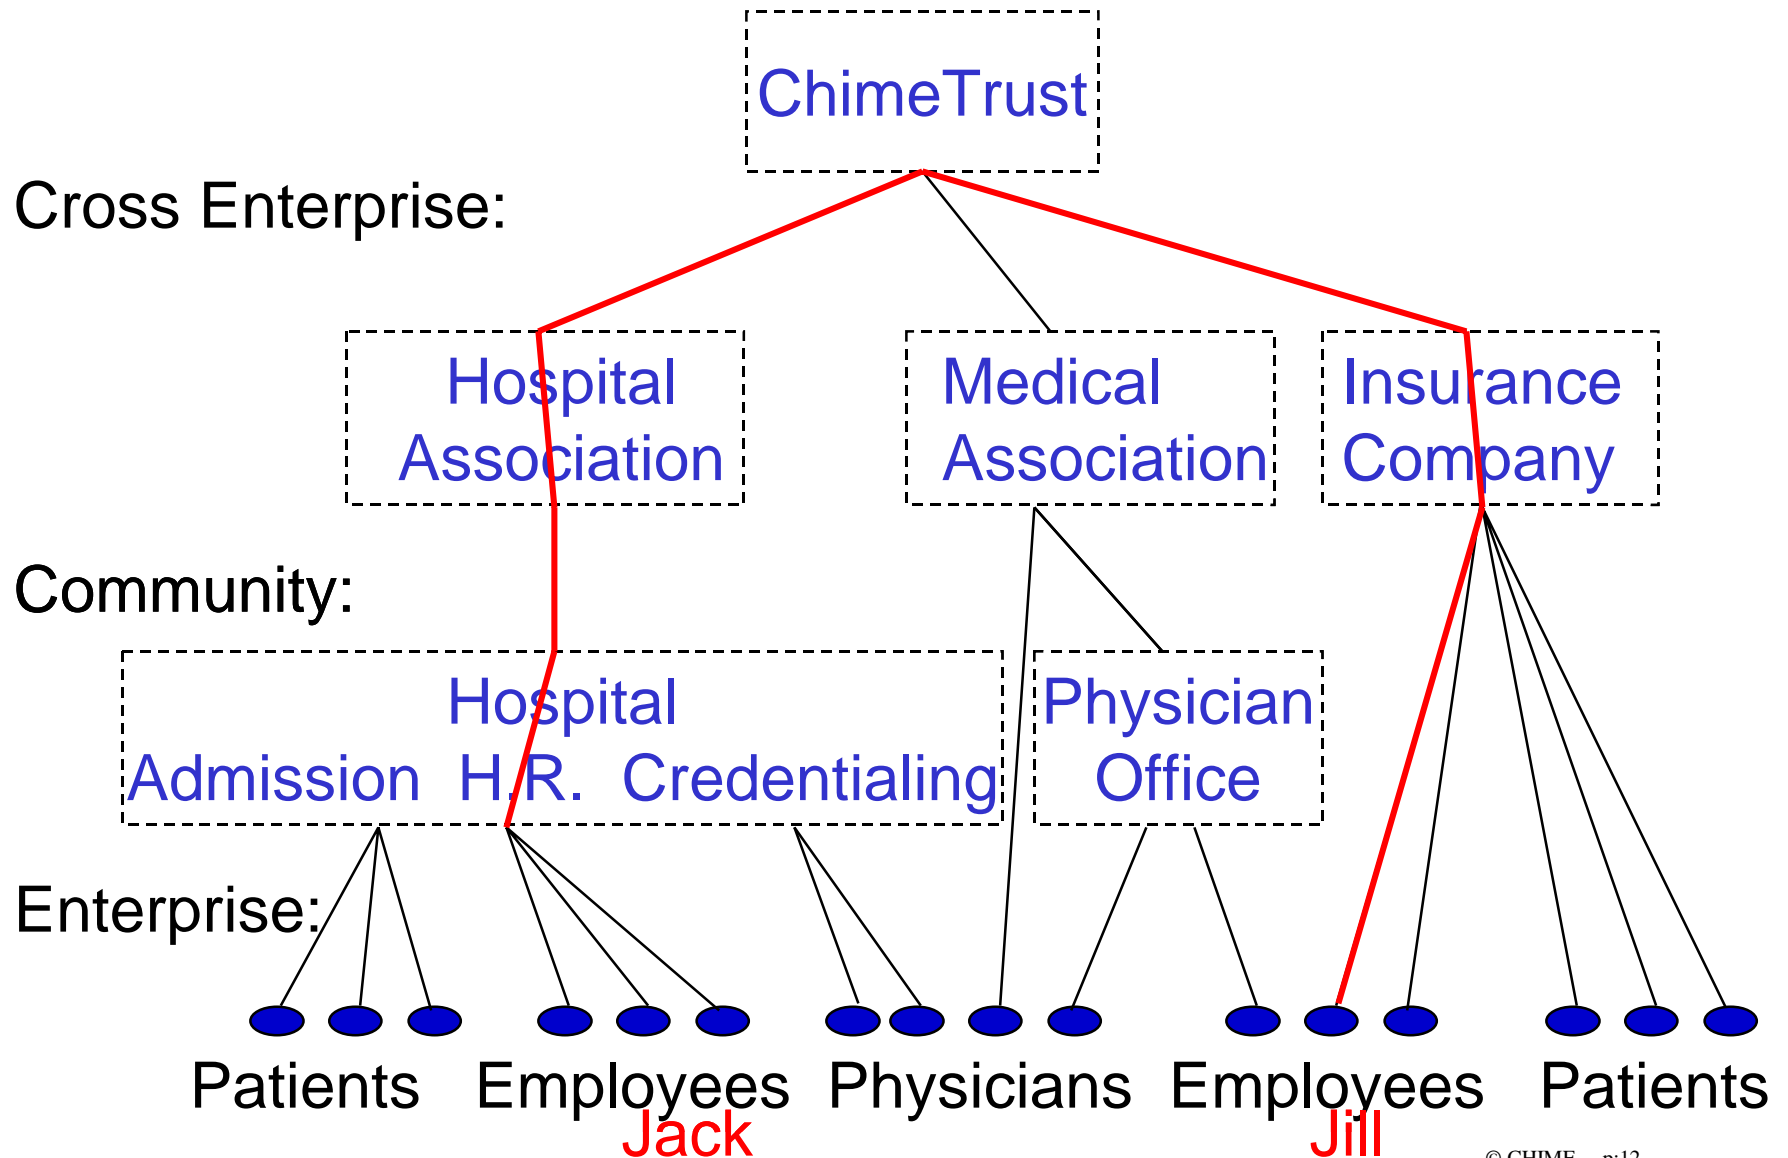 ChimeTrust
Cross Enterprise:
Hospital
Association
Medical
Association
Insurance
Company
Community:
Hospital
Admission H.R. Credentialing
Physician
Office
Enterprise:
Patients Employees Physicians Employees Patients
Jack Jill
© CHIME p:12